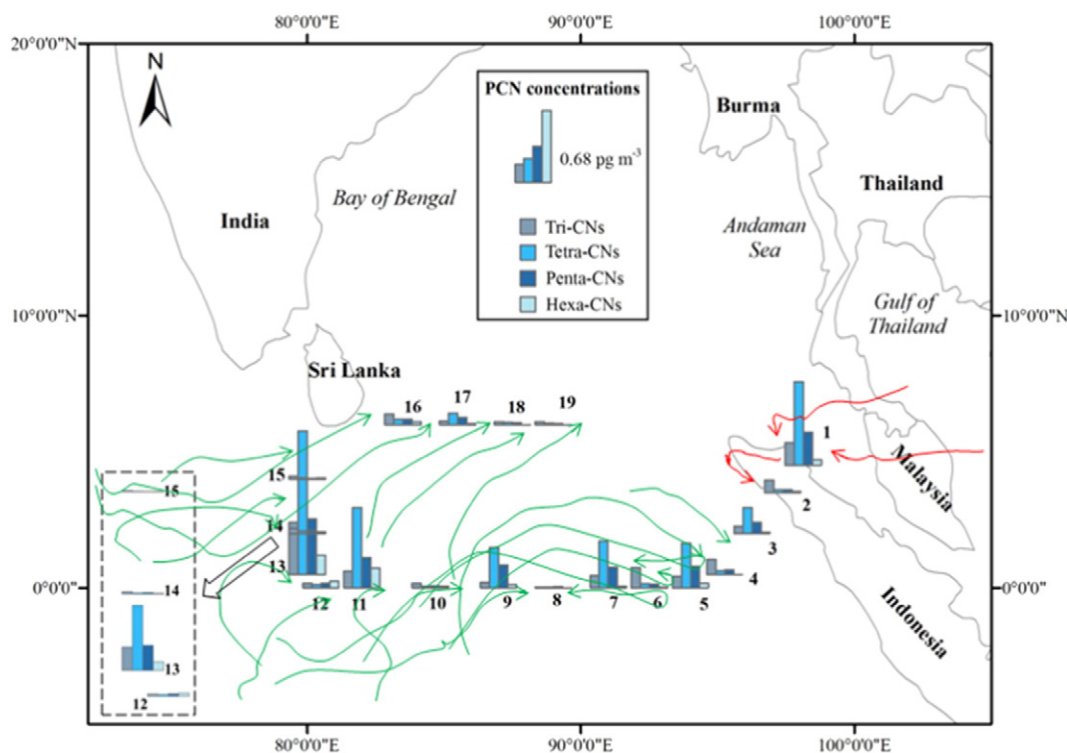 80°0'0"E 90°0'0"E 100°0'0"E
20°0'0"N 20°0'0"N
N
PCN concentrations
0.68 pg m-3
Tri-CNs
Tetra-CNs
Penta-CNs
Hexa-CNs
Burma
Thailand
India
Bay of Bengal
Andaman
Sea
Gulf of
Thailand
10°0'0"N 10°0'0"N
Sri Lanka
16 17 18 19
1
Malaysia
15 15
2
14
3
13
4
14 12 11 10 9 8 7 6 5
0°0'0"N 0°0'0"N
Indonesia
13
12
80°0'0"E 90°0'0"E 100°0'0"E